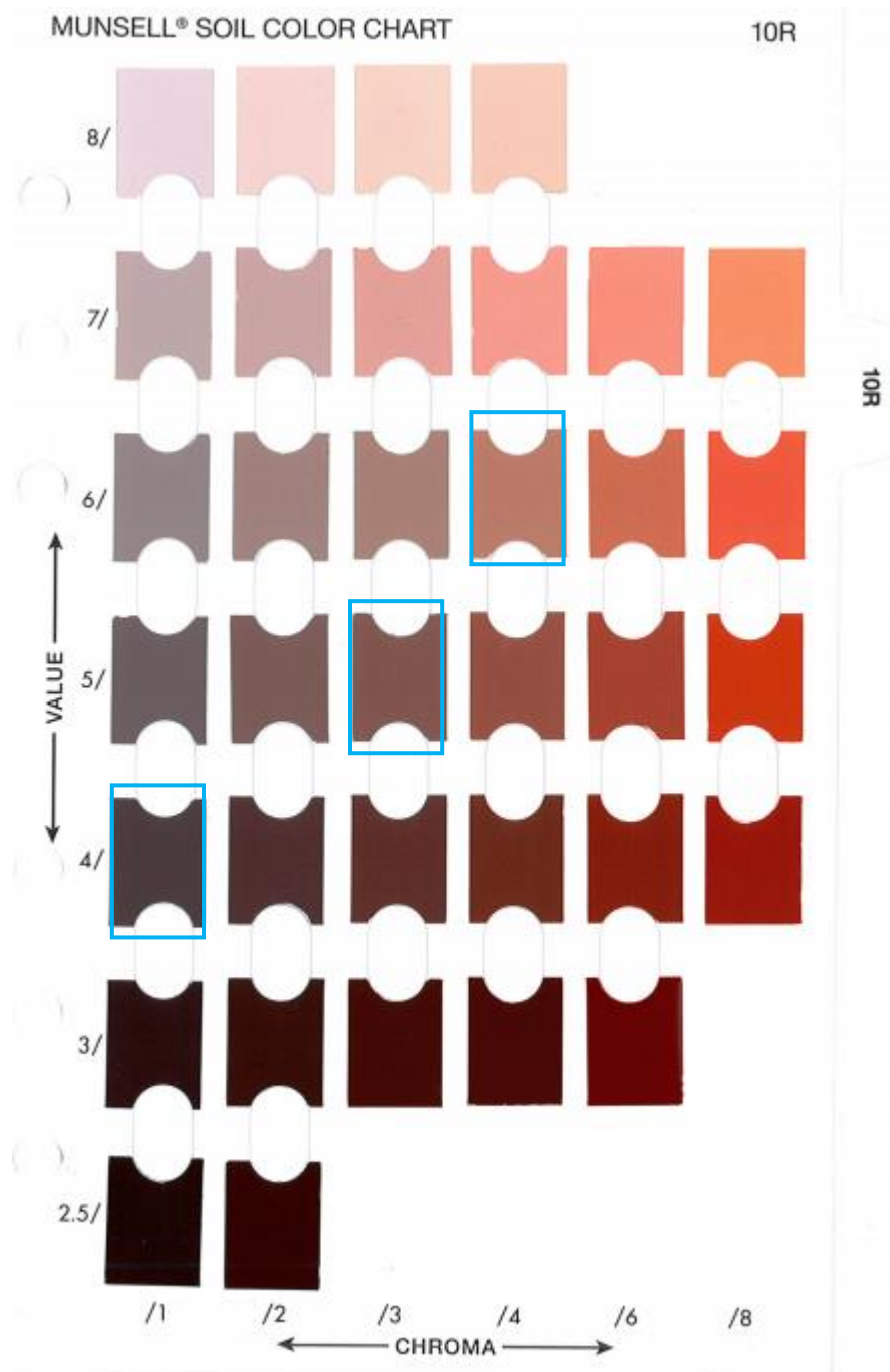 MUNSELL® SOIL COLOR CHART 10R
8/
7/
10R
6/
5/
VALUE
4/
3/
2.5/
/1 /2 /3 /4 /6 /8
CHROMA